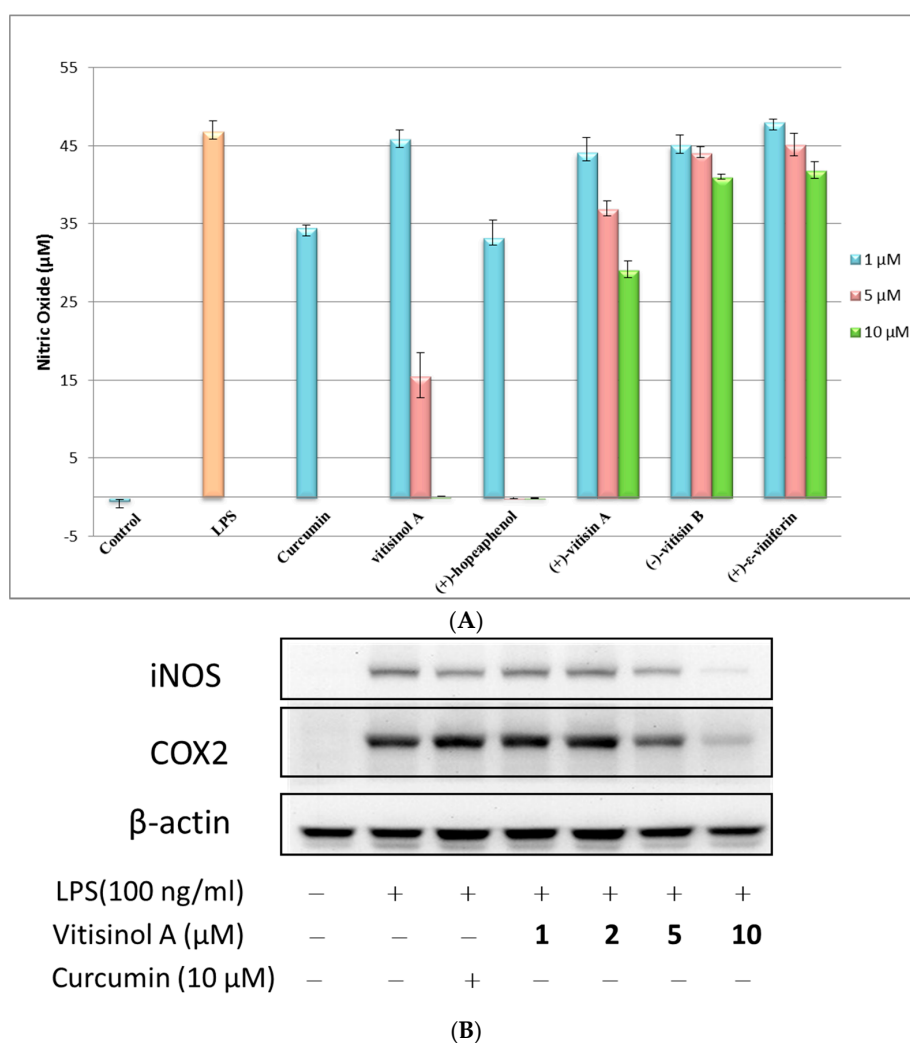 55
45
35
25
15
5
-5
Nitric Oxide (µM)
Control
LPS
Curcumin
vitisinol A
(+)-hopeaphenol
(+)-vitisin A
(-)-vitisin B
(+)-ε-viniferin
1 µM
5 µM
10 µM
(A)
iNOS
COX2
β-actin
LPS(100 ng/ml) – + + + + + +
Vitisinol A (µM) – – – 1 2 5 10
Curcumin (10 µM) – – + – – – –
(B)